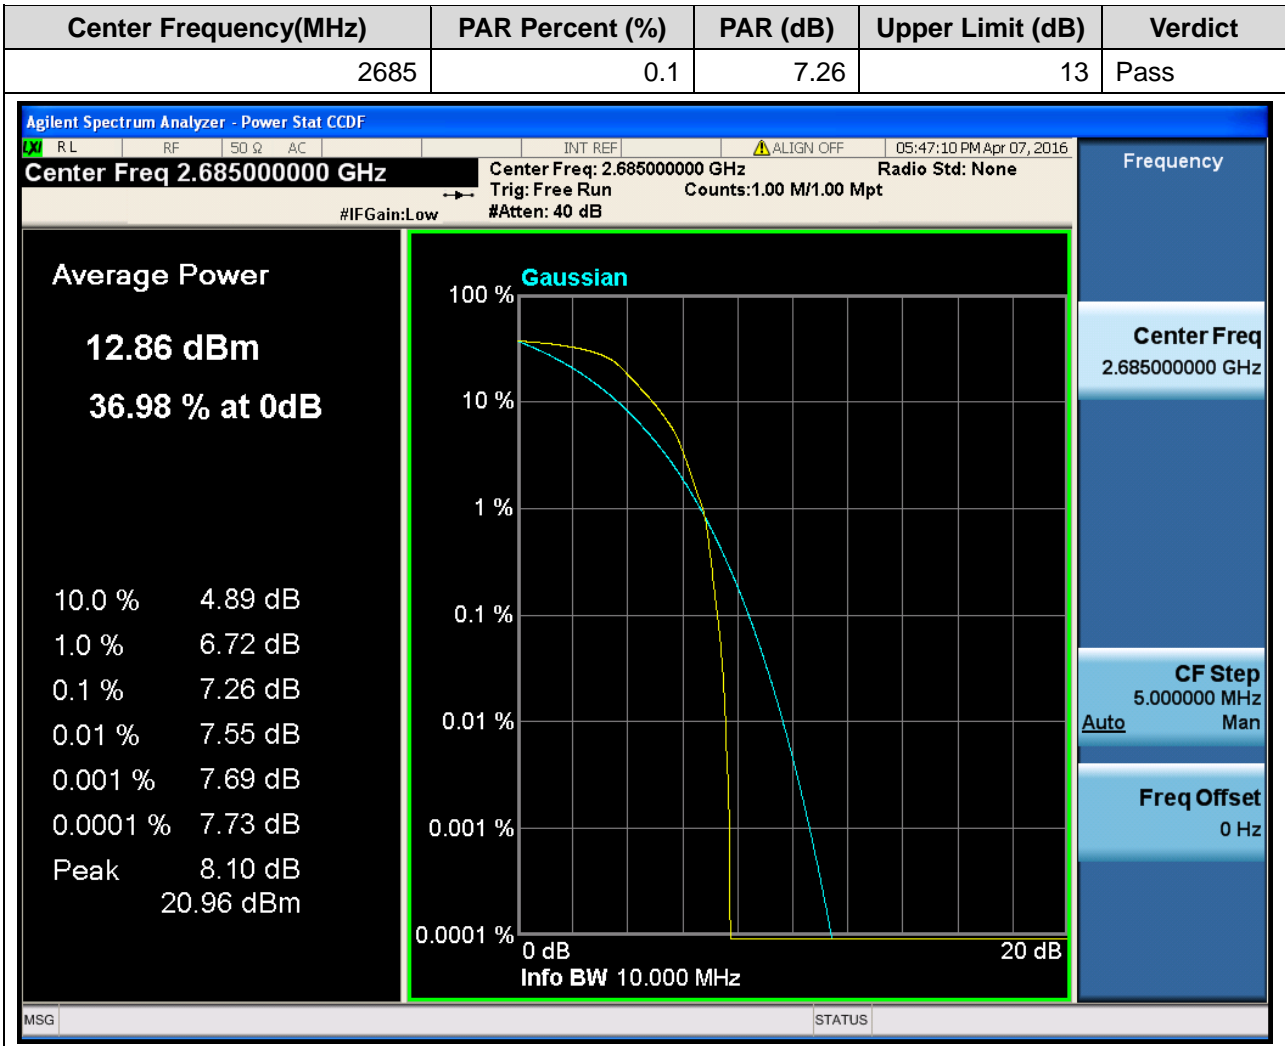 Center Frequency(MHz) PAR Percent (%) PAR (dB) Upper Limit (dB) Verdict
2685 0.1 7.26 13 Pass
Agilent Spectrum Analyzer - Power Stat CCDF
LXI RL RF 50 Ω AC INT REF ALIGN OFF 05:47:10 PM Apr 07, 2016
Center Freq 2.685000000 GHz
Center Freq: 2.685000000 GHz Radio Std: None
Trig: Free Run Counts:1.00 M/1.00 Mpt
#IFGain:Low #Atten: 40 dB
Average Power
12.86 dBm
36.98 % at 0dB
10.0 % 4.89 dB
1.0 % 6.72 dB
0.1 % 7.26 dB
0.01 % 7.55 dB
0.001 % 7.69 dB
0.0001 % 7.73 dB
Peak 8.10 dB
20.96 dBm
Gaussian
100 %
10 %
1 %
0.1 %
0.01 %
0.001 %
0.0001 %
0 dB 20 dB
Info BW 10.000 MHz
Frequency
Center Freq
2.685000000 GHz
CF Step
5.000000 MHz
Auto Man
Freq Offset
0 Hz
MSG STATUS